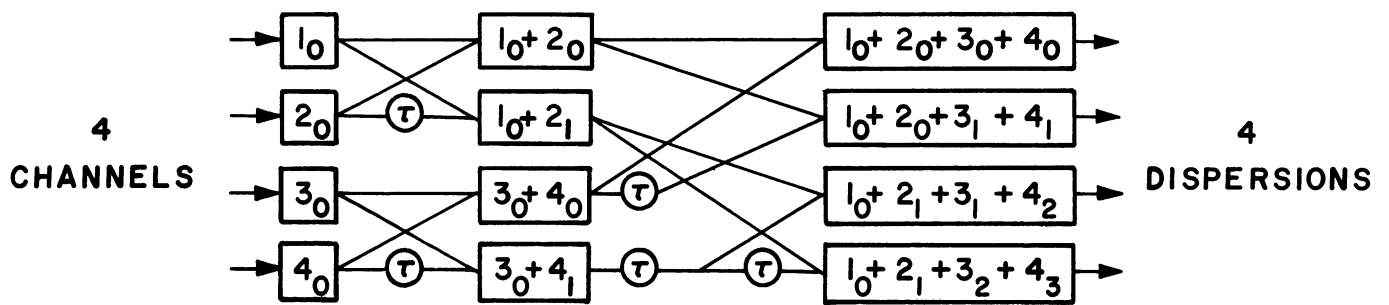 1₀ 1₀+ 2₀ 1₀+ 2₀+3₀+ 4₀
2₀ τ 1₀+ 2₁ 1₀+ 2₀+3₁ + 4₁
4
CHANNELS
3₀ 3₀+ 4₀ τ 1₀+ 2₁ +3₁ + 4₂
4₀ τ 3₀+ 4₁ τ τ 1₀+ 2₁ +3₂ + 4₃
4
DISPERSIONS